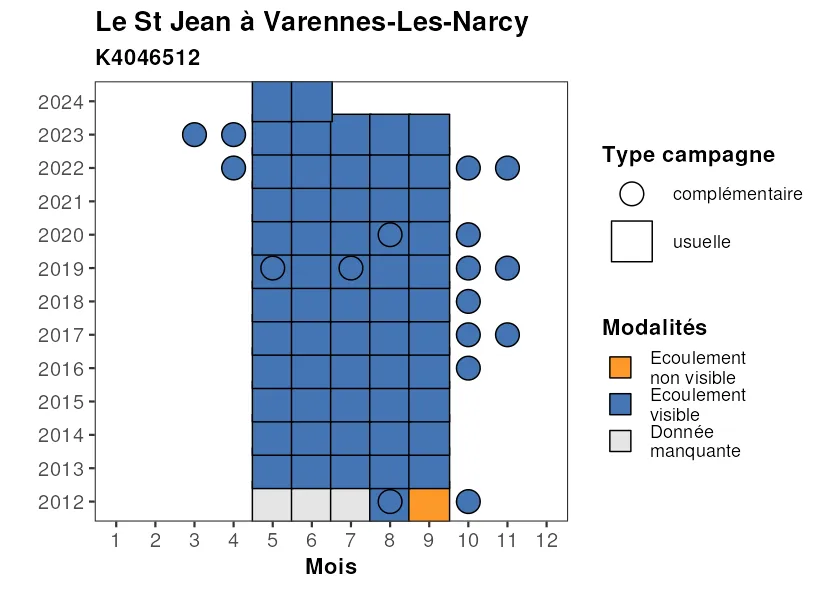 Le St Jean à Varennes-Les-Narcy
K4046512
2024
2023
2022
2021
2020
2019
2018
2017
2016
2015
2014
2013
2012
1 2 3 4 5 6 7 8 9 10 11 12
Mois
Type campagne
complémentaire
usuelle
Modalités
Ecoulement
non visible
Ecoulement
visible
Donnée
manquante